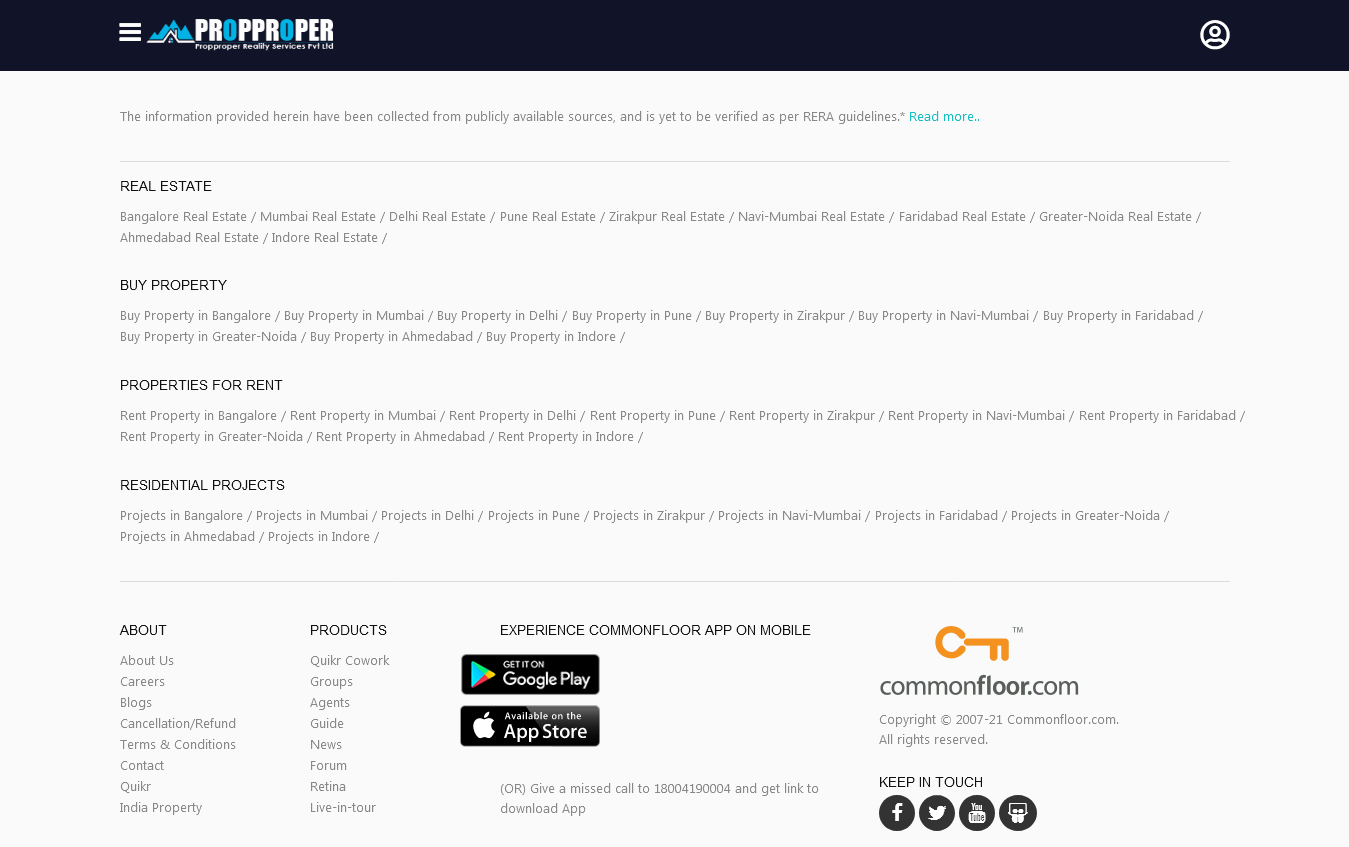 PROPPROPER
Propproper Reality Services Pvt Ltd
The information provided herein have been collected from publicly available sources, and is yet to be verified as per RERA guidelines.* Read more..
REAL ESTATE
Bangalore Real Estate / Mumbai Real Estate / Delhi Real Estate / Pune Real Estate / Zirakpur Real Estate / Navi-Mumbai Real Estate / Faridabad Real Estate / Greater-Noida Real Estate /
Ahmedabad Real Estate / Indore Real Estate /
BUY PROPERTY
Buy Property in Bangalore / Buy Property in Mumbai / Buy Property in Delhi / Buy Property in Pune / Buy Property in Zirakpur / Buy Property in Navi-Mumbai / Buy Property in Faridabad /
Buy Property in Greater-Noida / Buy Property in Ahmedabad / Buy Property in Indore /
PROPERTIES FOR RENT
Rent Property in Bangalore / Rent Property in Mumbai / Rent Property in Delhi / Rent Property in Pune / Rent Property in Zirakpur / Rent Property in Navi-Mumbai / Rent Property in Faridabad /
Rent Property in Greater-Noida / Rent Property in Ahmedabad / Rent Property in Indore /
RESIDENTIAL PROJECTS
Projects in Bangalore / Projects in Mumbai / Projects in Delhi / Projects in Pune / Projects in Zirakpur / Projects in Navi-Mumbai / Projects in Faridabad / Projects in Greater-Noida /
Projects in Ahmedabad / Projects in Indore /
ABOUT
About Us
Careers
Blogs
Cancellation/Refund
Terms & Conditions
Contact
Quikr
India Property
PRODUCTS
Quikr Cowork
Groups
Agents
Guide
News
Forum
Retina
Live-in-tour
EXPERIENCE COMMONFLOOR APP ON MOBILE
GET IT ON
Google Play
Available on the
App Store
(OR) Give a missed call to 18004190004 and get link to
download App
TM
commonfloor.com
Copyright © 2007-21 Commonfloor.com.
All rights reserved.
KEEP IN TOUCH
You
Tube